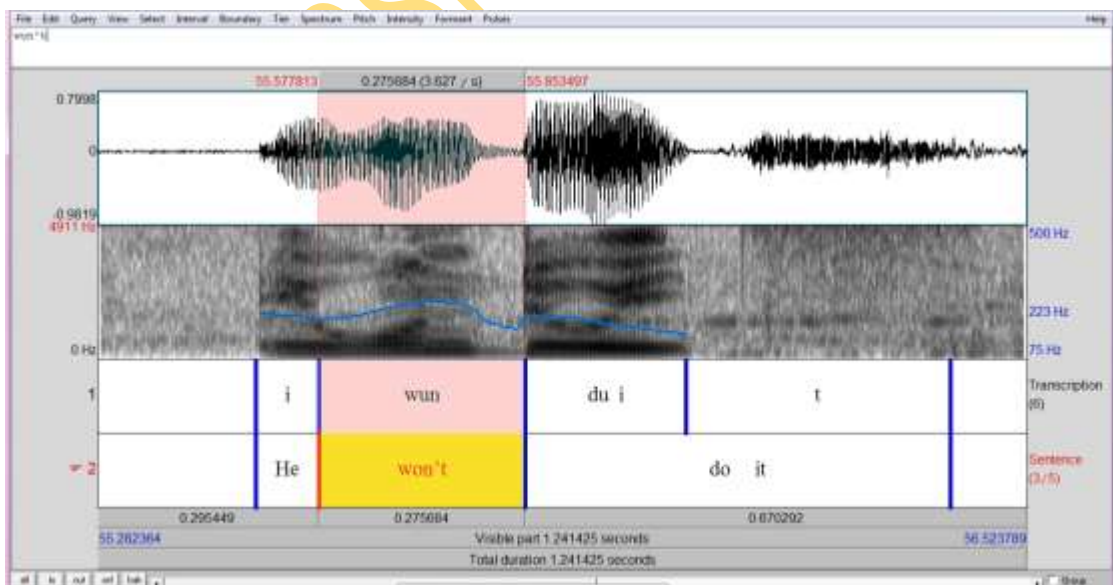 File Edit Query View Select Interval Boundary Tier Spectrum Pitch Intensity Formant Pulses Help
won't
55.577813 0.275684 (3.627 / s) 55.853497
0.7998
0
-0.9819
4911 Hz 500 Hz
223 Hz
0 Hz 75 Hz
1 i wun du i t Transcription
(6)
2 He won't do it Sentence
(3/5)
0.295449 0.275684 0.670292
55.282364 Visible part 1.241425 seconds 56.523789
Total duration 1.241425 seconds
all in out sel bak Group